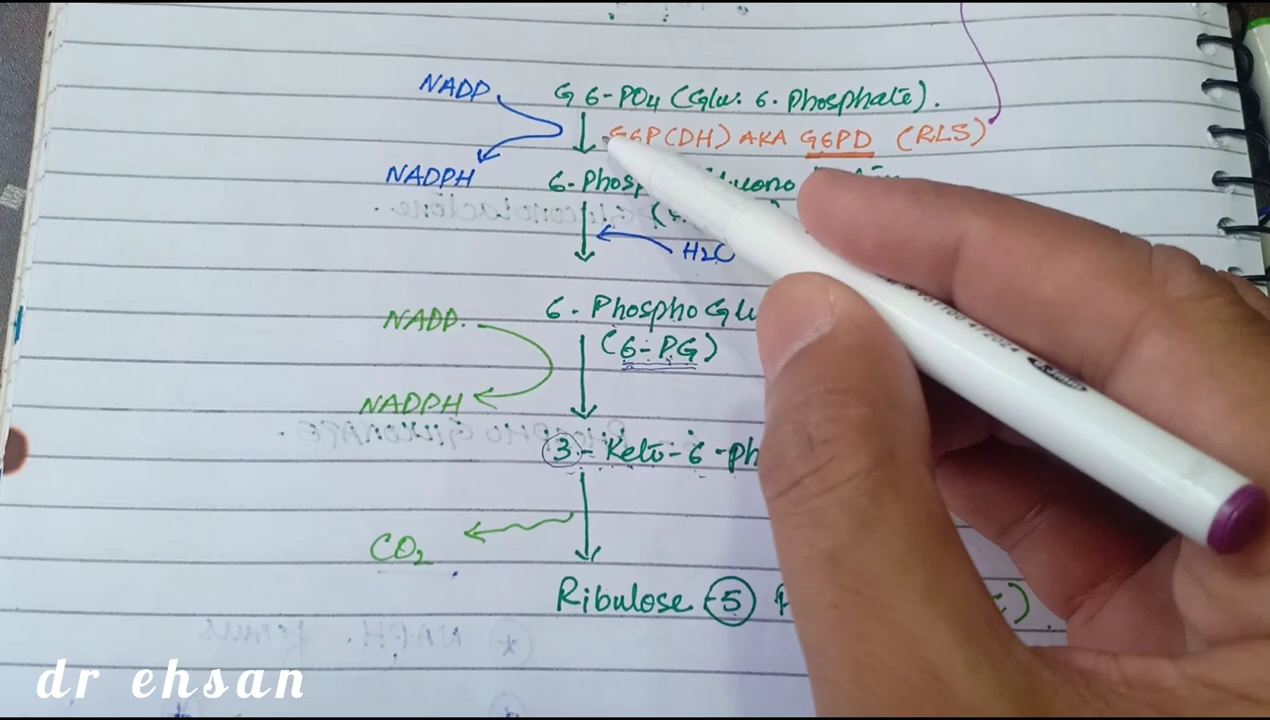 NADP G 6-PO4 (Glu. 6. Phosphate).
G6P(DH) AKA G6PD (RLS)
NADPH 6-Phosp
H2O
NADP. 6. Phospho Glu
(6-PG)
NADPH
3-Keto-6-ph
CO2
Ribulose-5 P
dr ehsan